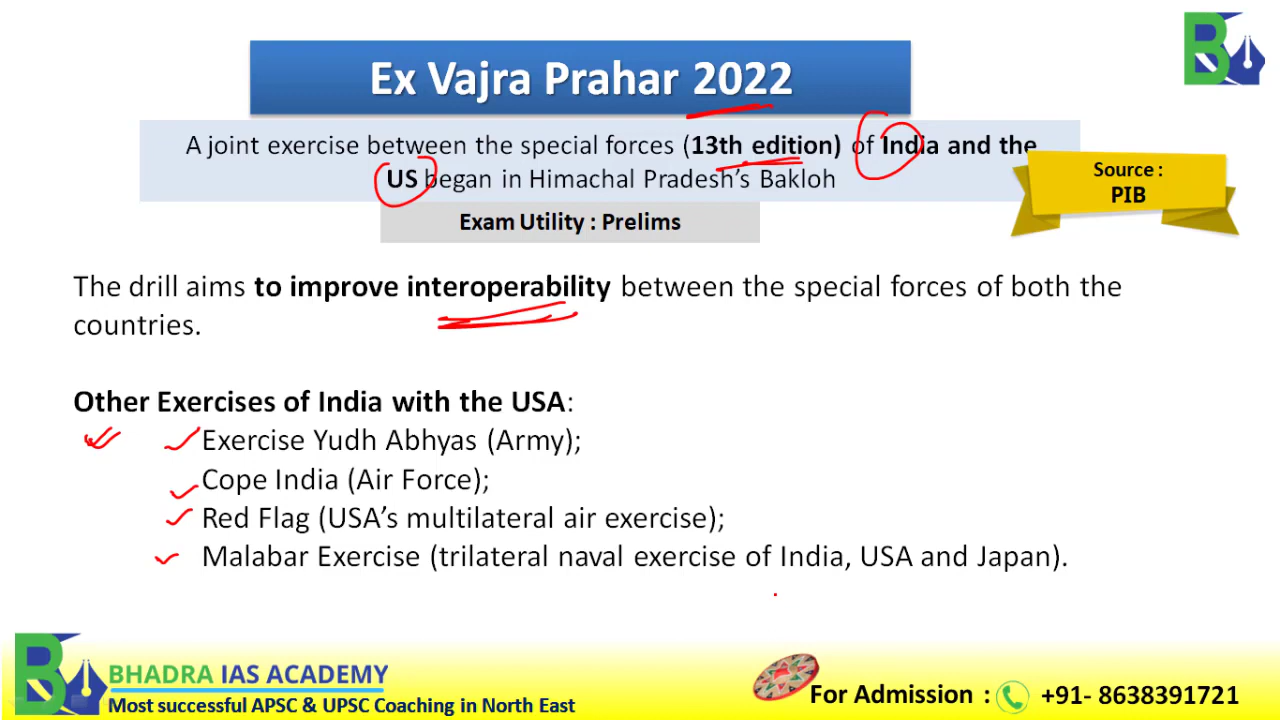 Ex Vajra Prahar 2022
A joint exercise between the special forces (13th edition) of India and the
US began in Himachal Pradesh's Bakloh
Source :
PIB
Exam Utility : Prelims
The drill aims to improve interoperability between the special forces of both the
countries.
Other Exercises of India with the USA:
Exercise Yudh Abhyas (Army);
Cope India (Air Force);
Red Flag (USA's multilateral air exercise);
Malabar Exercise (trilateral naval exercise of India, USA and Japan).
BHADRA IAS ACADEMY
Most successful APSC & UPSC Coaching in North East
For Admission : +91- 8638391721